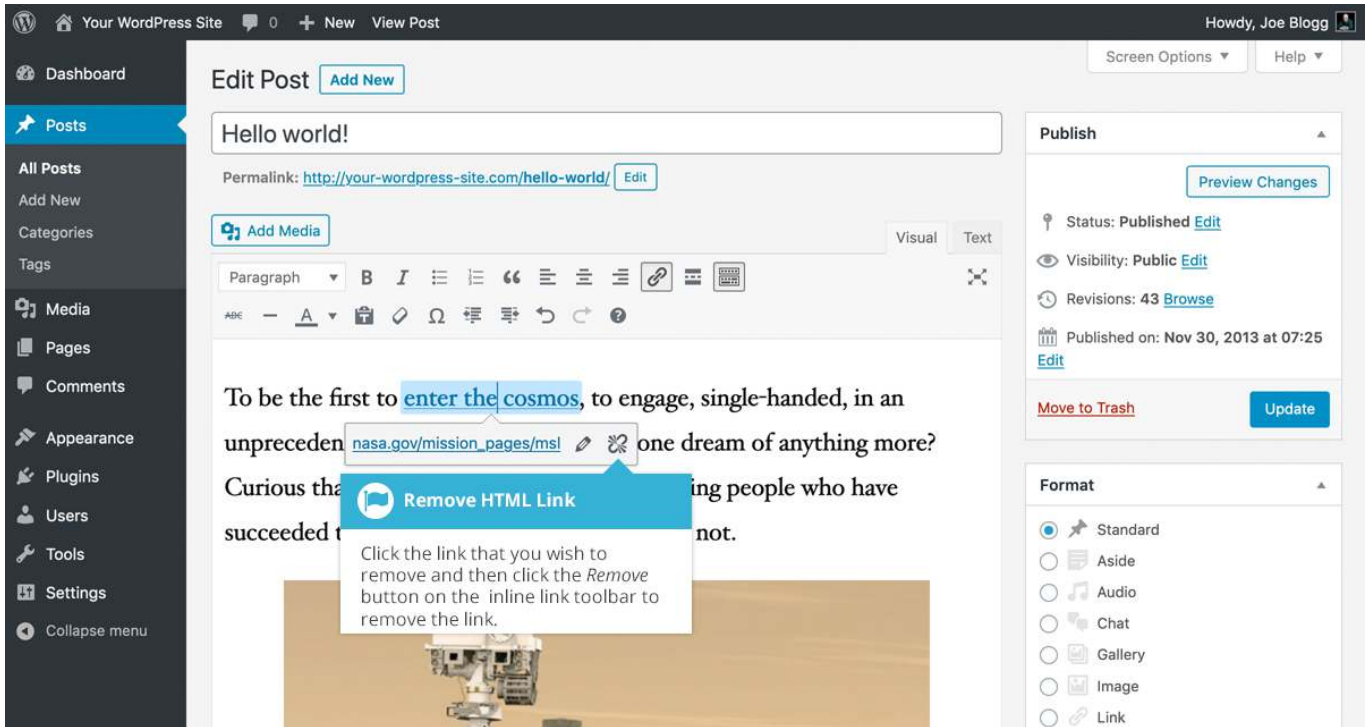 Your WordPress Site 0 New View Post Howdy, Joe Blogg
Dashboard
Posts
All Posts
Add New
Categories
Tags
Media
Pages
Comments
Appearance
Plugins
Users
Tools
Settings
Collapse menu
Screen Options Help
Edit Post Add New
Hello world!
Permalink: http://your-wordpress-site.com/hello-world/ Edit
Add Media
Visual Text
Paragraph B I
ABC A Ω
To be the first to enter the cosmos, to engage, single-handed, in an
unpreceden nasa.gov/mission_pages/msl one dream of anything more?
Curious tha ing people who have
succeeded t not.
Remove HTML Link
Click the link that you wish to
remove and then click the Remove
button on the inline link toolbar to
remove the link.
Publish
Preview Changes
Status: Published Edit
Visibility: Public Edit
Revisions: 43 Browse
Published on: Nov 30, 2013 at 07:25
Edit
Move to Trash Update
Format
Standard
Aside
Audio
Chat
Gallery
Image
Link